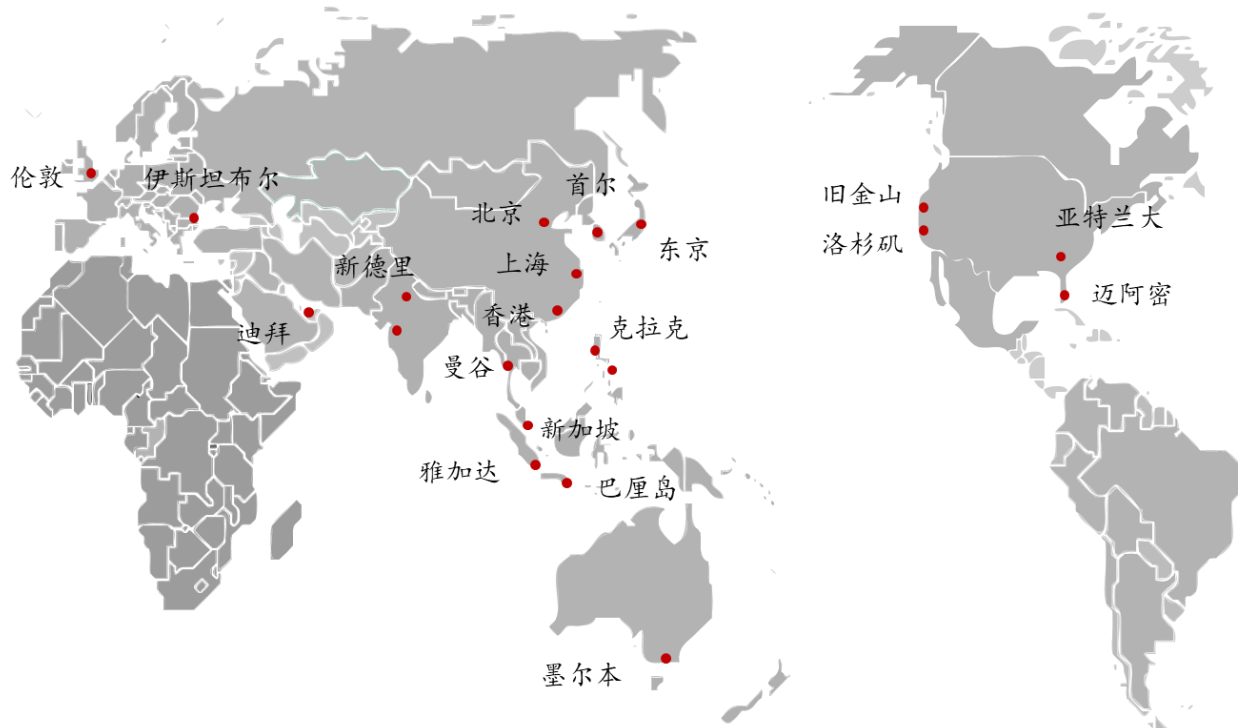 伦敦
伊斯坦布尔
首尔
北京
东京
新德里
上海
香港
迪拜
克拉克
曼谷
新加坡
雅加达
巴厘岛
墨尔本
旧金山
亚特兰大
洛杉矶
迈阿密